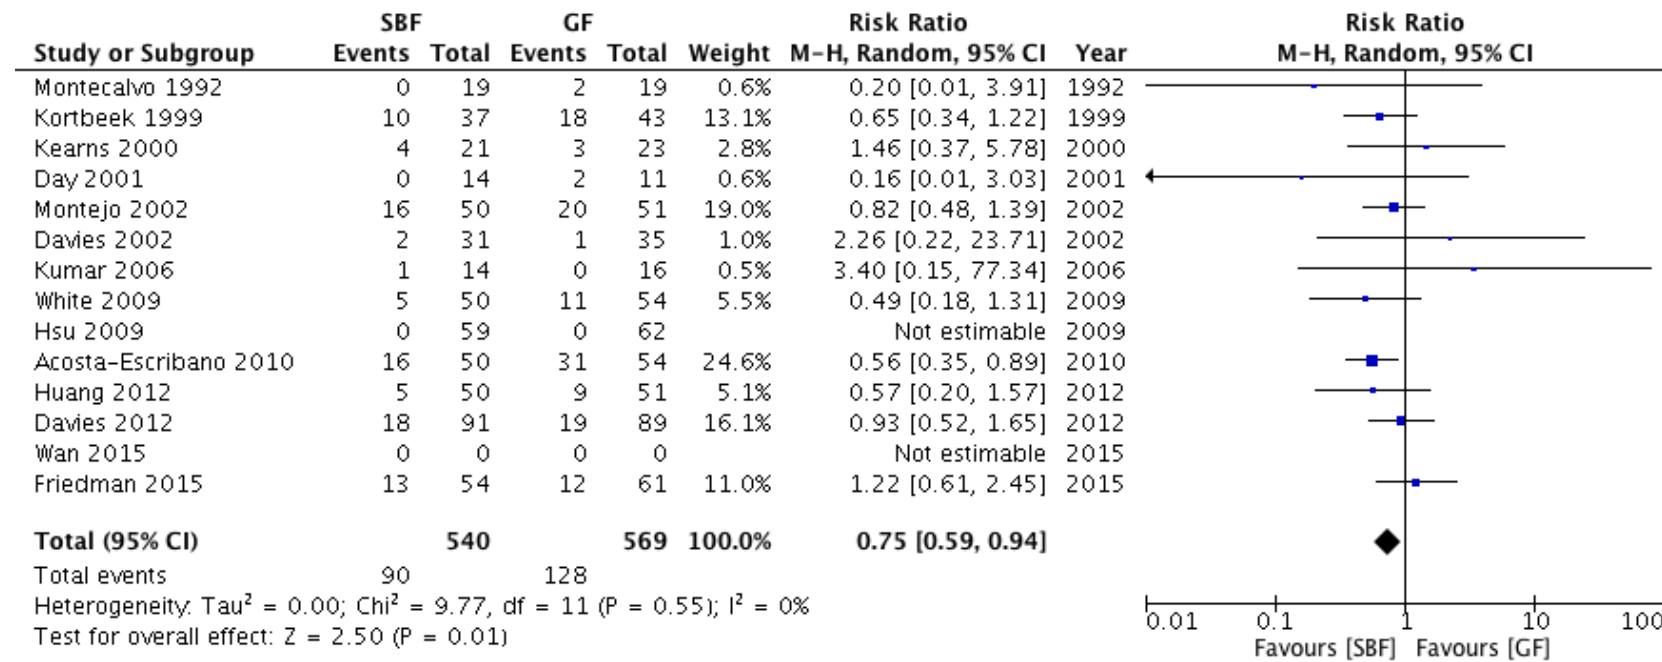 SBF GF Risk Ratio Risk Ratio
Study or Subgroup Events Total Events Total Weight M-H, Random, 95% CI Year M-H, Random, 95% CI
Montecalvo 1992 0 19 2 19 0.6% 0.20 [0.01, 3.91] 1992
Kortbeek 1999 10 37 18 43 13.1% 0.65 [0.34, 1.22] 1999
Kearns 2000 4 21 3 23 2.8% 1.46 [0.37, 5.78] 2000
Day 2001 0 14 2 11 0.6% 0.16 [0.01, 3.03] 2001
Montejo 2002 16 50 20 51 19.0% 0.82 [0.48, 1.39] 2002
Davies 2002 2 31 1 35 1.0% 2.26 [0.22, 23.71] 2002
Kumar 2006 1 14 0 16 0.5% 3.40 [0.15, 77.34] 2006
White 2009 5 50 11 54 5.5% 0.49 [0.18, 1.31] 2009
Hsu 2009 0 59 0 62 Not estimable 2009
Acosta-Escribano 2010 16 50 31 54 24.6% 0.56 [0.35, 0.89] 2010
Huang 2012 5 50 9 51 5.1% 0.57 [0.20, 1.57] 2012
Davies 2012 18 91 19 89 16.1% 0.93 [0.52, 1.65] 2012
Wan 2015 0 0 0 0 Not estimable 2015
Friedman 2015 13 54 12 61 11.0% 1.22 [0.61, 2.45] 2015
Total (95% CI) 540 569 100.0% 0.75 [0.59, 0.94]
Total events 90 128
Heterogeneity: Tau² = 0.00; Chi² = 9.77, df = 11 (P = 0.55); I² = 0%
Test for overall effect: Z = 2.50 (P = 0.01)
0.01 0.1 1 10 100
Favours [SBF] Favours [GF]